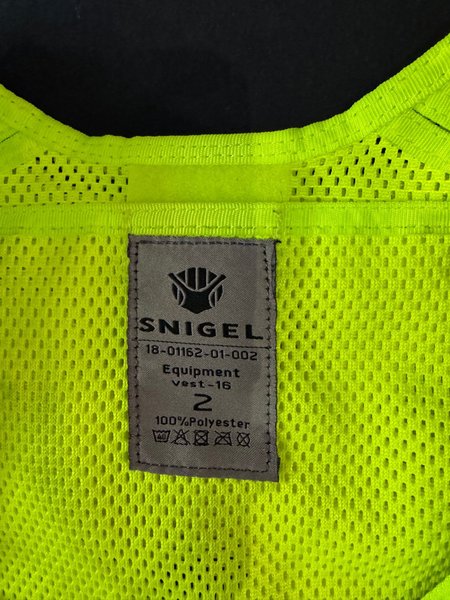 SNIGEL
18-01162-01-002
Equipment
vest-16
2
100%Polyester